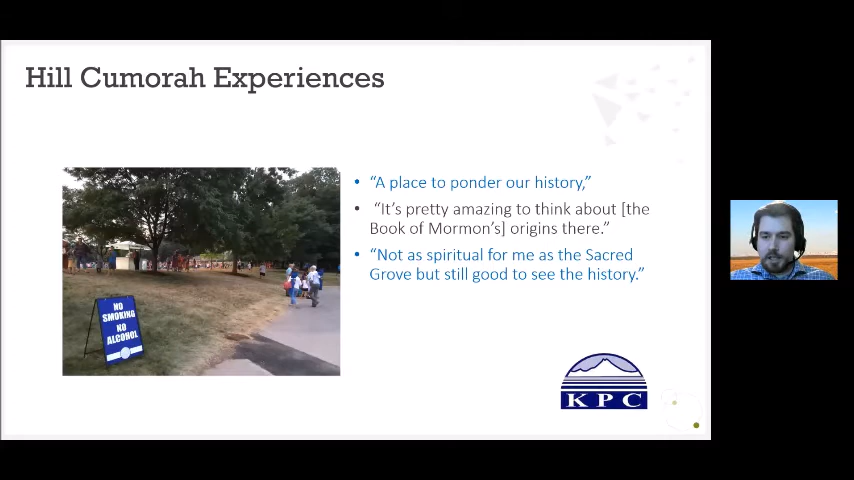 Hill Cumorah Experiences
• “A place to ponder our history,”
• “It’s pretty amazing to think about [the
Book of Mormon’s] origins there.”
• “Not as spiritual for me as the Sacred
Grove but still good to see the history.”
NO
SMOKING
NO
ALCOHOL
KPC